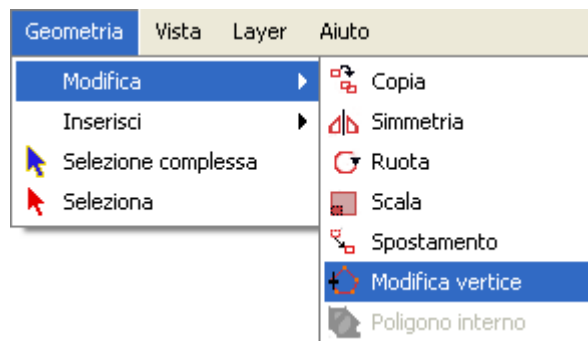 Geometria Vista Layer Aiuto
Modifica
Inserisci
Selezione complessa
Seleziona
Copia
Simmetria
Ruota
Scala
Spostamento
Modifica vertice
Poligono interno